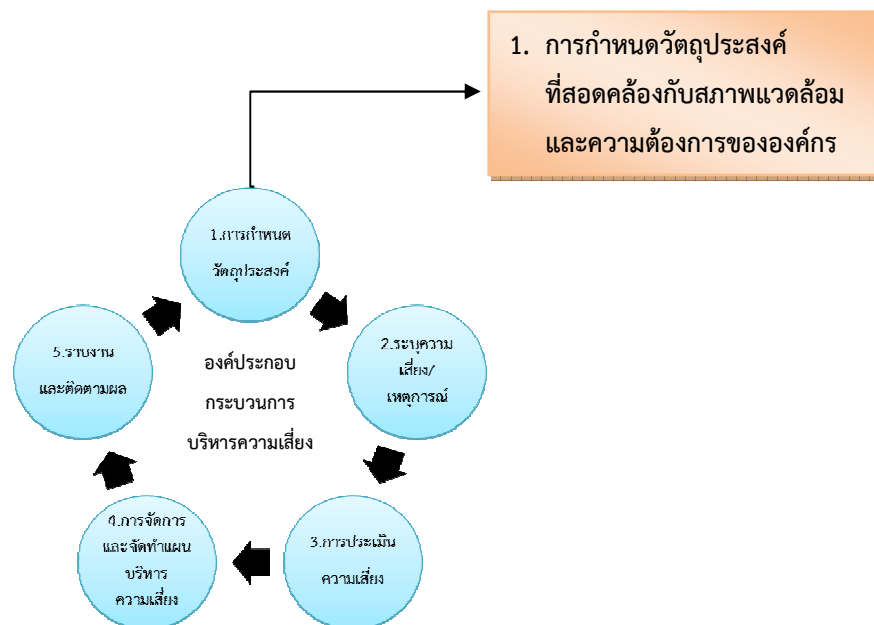 1. การกำหนดวัตถุประสงค์
ที่สอดคล้องกับสภาพแวดล้อม
และความต้องการขององค์กร
1.การกำหนด
วัตถุประสงค์
2.ระบุความ
เสี่ยง/
เหตุการณ์
3.การประเมิน
ความเสี่ยง
4.การจัดการ
และจัดทำแผน
บริหาร
ความเสี่ยง
5.รายงาน
และติดตามผล
องค์ประกอบ
กระบวนการ
บริหารความเสี่ยง